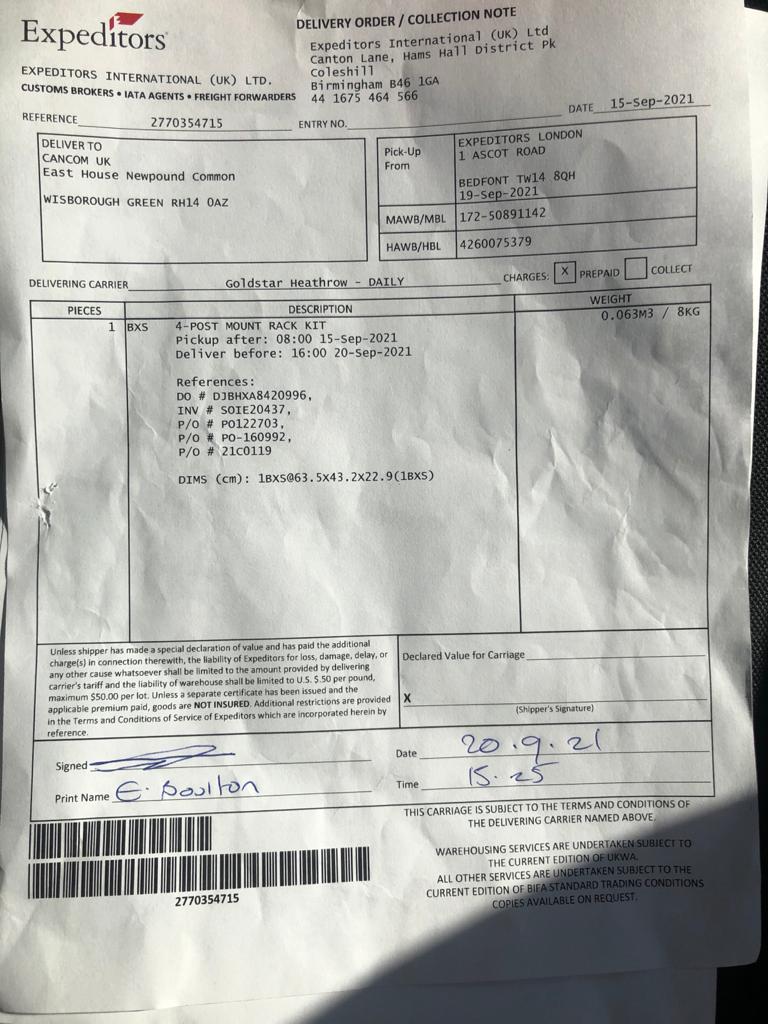 Expeditors
DELIVERY ORDER / COLLECTION NOTE
Expeditors International (UK) Ltd
Canton Lane, Hams Hall District Pk
Coleshill
Birmingham B46 1GA
44 1675 464 566
EXPEDITORS INTERNATIONAL (UK) LTD.
CUSTOMS BROKERS • IATA AGENTS • FREIGHT FORWARDERS
REFERENCE 2770354715 ENTRY NO. DATE 15-Sep-2021
DELIVER TO
CANCOM UK
East House Newpound Common
WISBOROUGH GREEN RH14 0AZ
Pick-Up
From
EXPEDITORS LONDON
1 ASCOT ROAD
BEDFONT TW14 8QH
19-Sep-2021
MAWB/MBL 172-50891142
HAWB/HBL 4260075379
DELIVERING CARRIER Goldstar Heathrow - DAILY CHARGES: X PREPAID COLLECT
PIECES DESCRIPTION WEIGHT
1 BXS 4-POST MOUNT RACK KIT 0.063M3 / 8KG
Pickup after: 08:00 15-Sep-2021
Deliver before: 16:00 20-Sep-2021
References:
DO # DJBHXA8420996,
INV # SOIE20437,
P/O # PO122703,
P/O # PO-160992,
P/O # 21C0119
DIMS (cm): 1BXS@63.5X43.2X22.9(1BXS)
Unless shipper has made a special declaration of value and has paid the additional
charge(s) in connection therewith, the liability of Expeditors for loss, damage, delay, or
any other cause whatsoever shall be limited to the amount provided by delivering
carrier's tariff and the liability of warehouse shall be limited to U.S. $.50 per pound,
maximum $50.00 per lot. Unless a separate certificate has been issued and the
applicable premium paid, goods are NOT INSURED. Additional restrictions are provided
in the Terms and Conditions of Service of Expeditors which are incorporated herein by
reference.
Declared Value for Carriage
X
(Shipper's Signature)
Signed
Print Name E. Boulton
Date 20.9.21
Time 15.25
THIS CARRIAGE IS SUBJECT TO THE TERMS AND CONDITIONS OF
THE DELIVERING CARRIER NAMED ABOVE.
WAREHOUSING SERVICES ARE UNDERTAKEN SUBJECT TO
THE CURRENT EDITION OF UKWA.
ALL OTHER SERVICES ARE UNDERTAKEN SUBJECT TO THE
CURRENT EDITION OF BIFA STANDARD TRADING CONDITIONS
COPIES AVAILABLE ON REQUEST.
2770354715